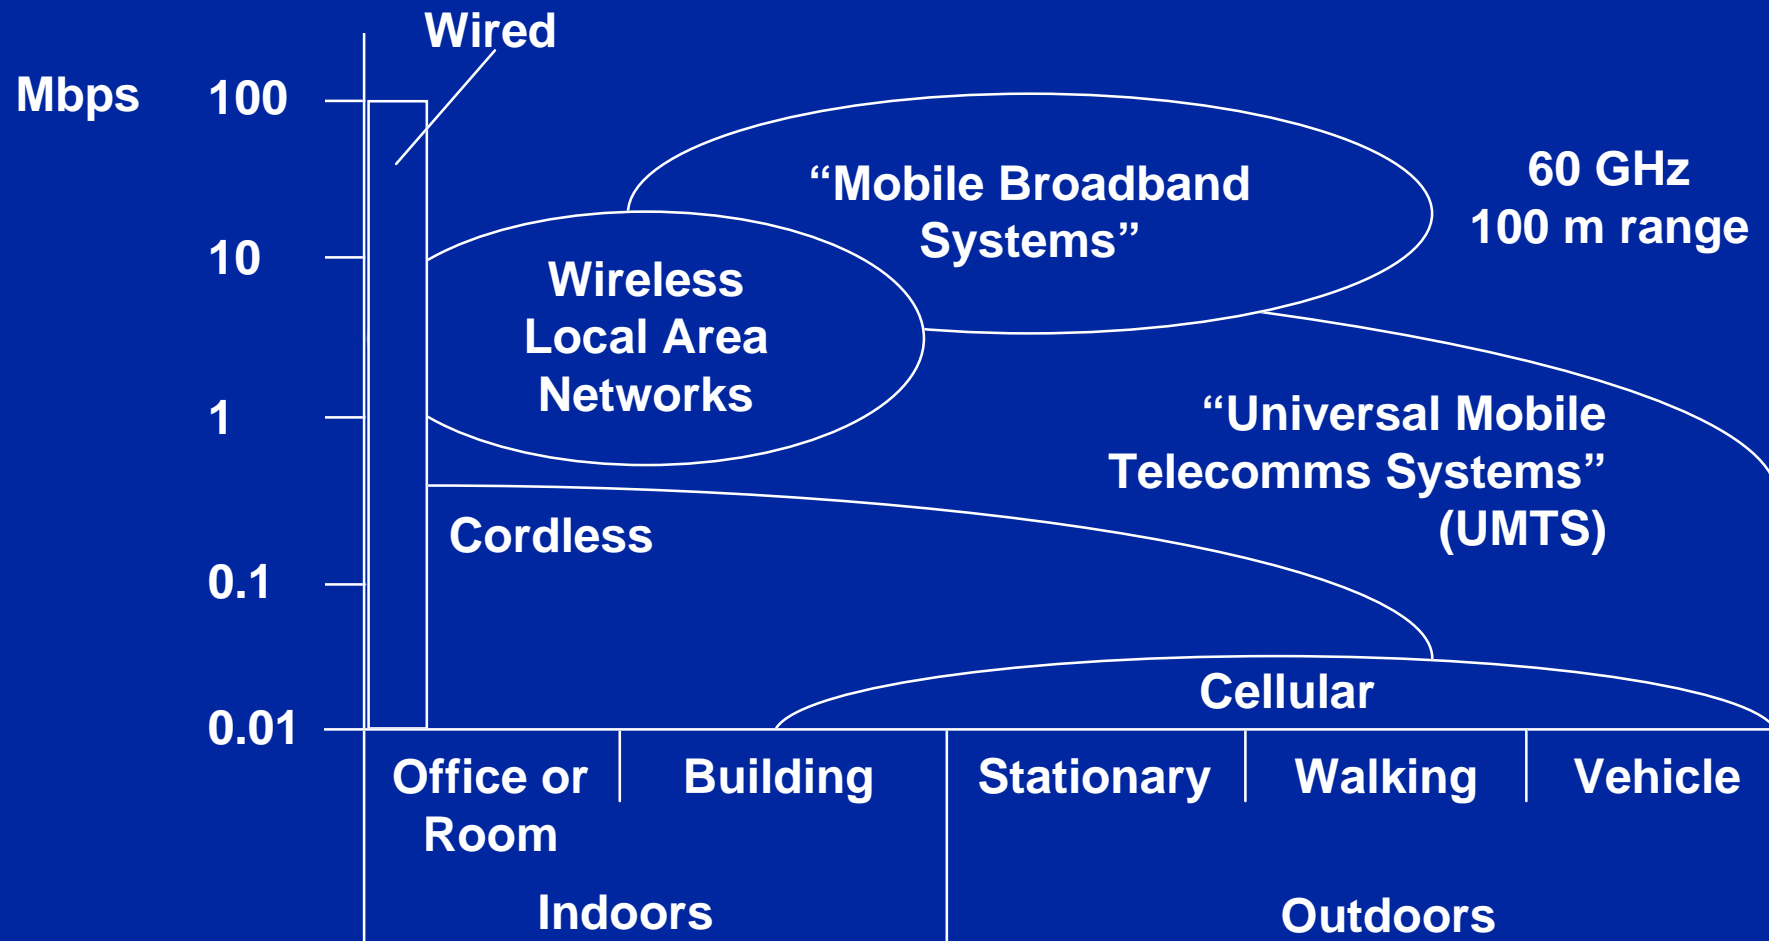 Wired
Mbps
100
“Mobile Broadband
Systems”
60 GHz
100 m range
10
Wireless
Local Area
Networks
1
“Universal Mobile
Telecomms Systems”
(UMTS)
Cordless
0.1
Cellular
0.01
Office or
Room
Building
Stationary
Walking
Vehicle
Indoors
Outdoors